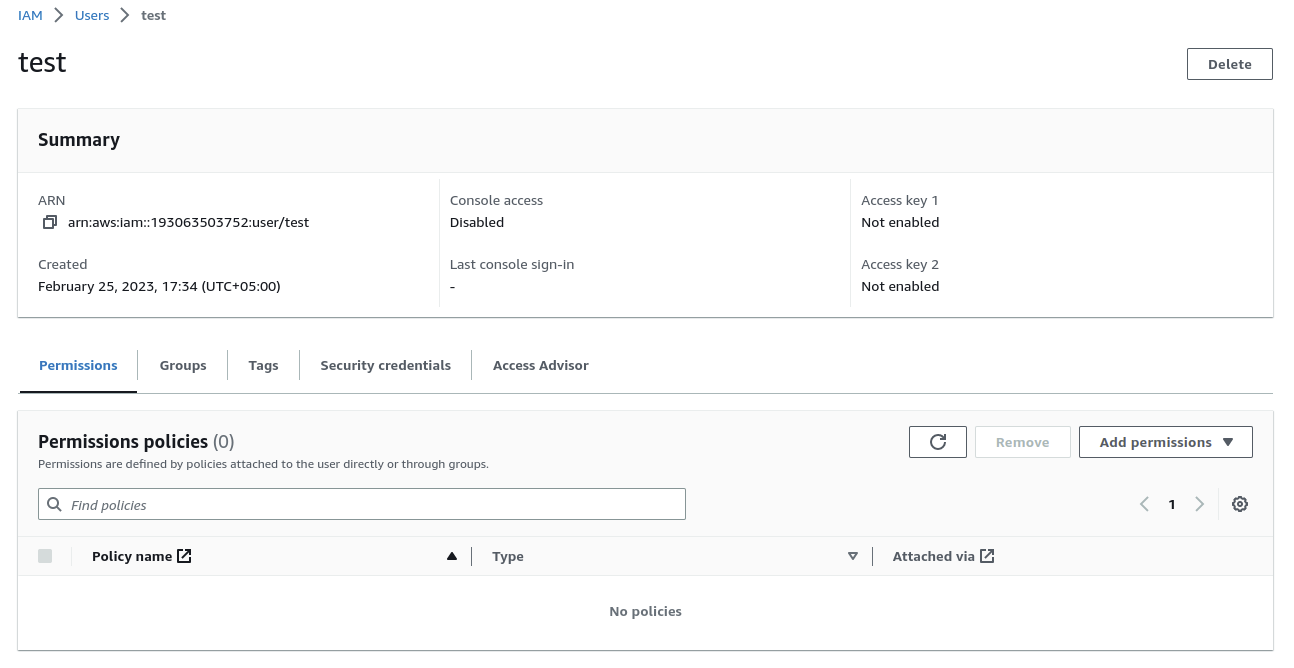 IAM > Users > test
test
Delete
Summary
ARN
arn:aws:iam::193063503752:user/test
Created
February 25, 2023, 17:34 (UTC+05:00)
Console access
Disabled
Last console sign-in
-
Access key 1
Not enabled
Access key 2
Not enabled
Permissions Groups Tags Security credentials Access Advisor
Permissions policies (0)
Permissions are defined by policies attached to the user directly or through groups.
Remove
Add permissions
Find policies
1
Policy name Type Attached via
No policies